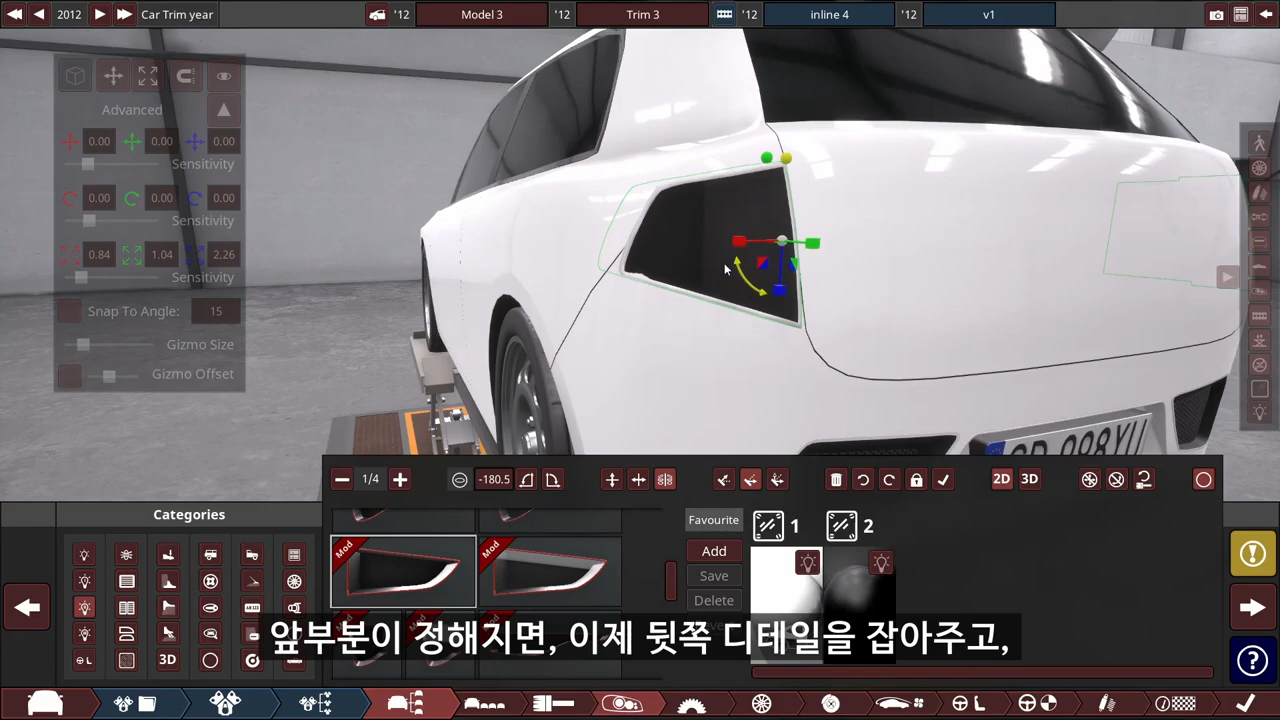 2012
Car Trim year
'12
Model 3
'12
Trim 3
'12
inline 4
'12
v1
Advanced
0.00
0.00
0.00
Sensitivity
0.00
0.00
0.00
Sensitivity
0.84
1.04
2.26
Sensitivity
Snap To Angle:
15
Gizmo Size
Gizmo Offset
1/4
-180.5
2D
3D
Categories
Favourite
1
2
Mod
Mod
Add
Save
Delete
L
3D
앞부분이 정해지면, 이제 뒷쪽 디테일을 잡아주고,